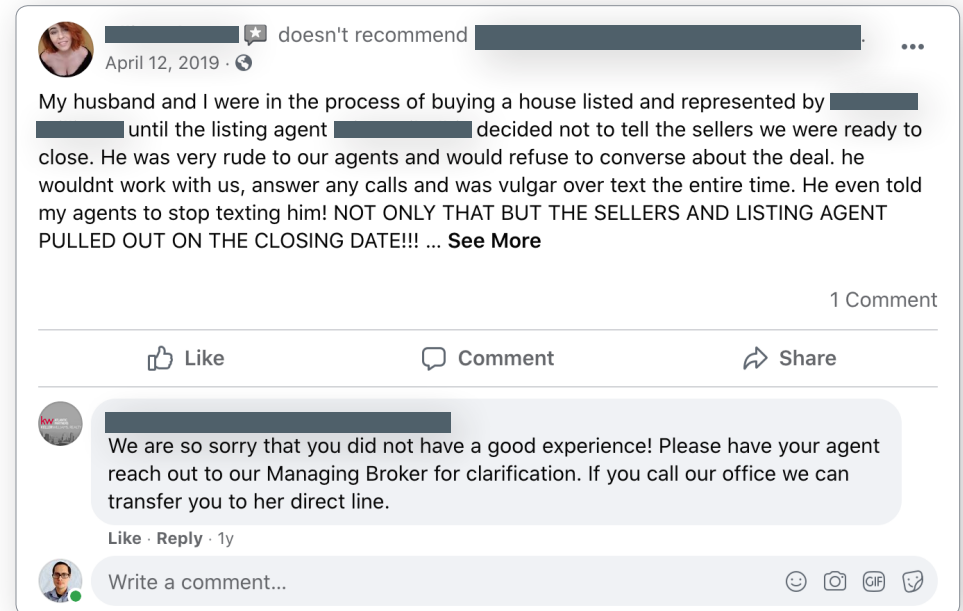 doesn't recommend .
April 12, 2019 ·
My husband and I were in the process of buying a house listed and represented by
until the listing agent decided not to tell the sellers we were ready to
close. He was very rude to our agents and would refuse to converse about the deal. he
wouldnt work with us, answer any calls and was vulgar over text the entire time. He even told
my agents to stop texting him! NOT ONLY THAT BUT THE SELLERS AND LISTING AGENT
PULLED OUT ON THE CLOSING DATE!!! ... See More
1 Comment
Like Comment Share
kw
We are so sorry that you did not have a good experience! Please have your agent
reach out to our Managing Broker for clarification. If you call our office we can
transfer you to her direct line.
Like · Reply · 1y
Write a comment...
GIF